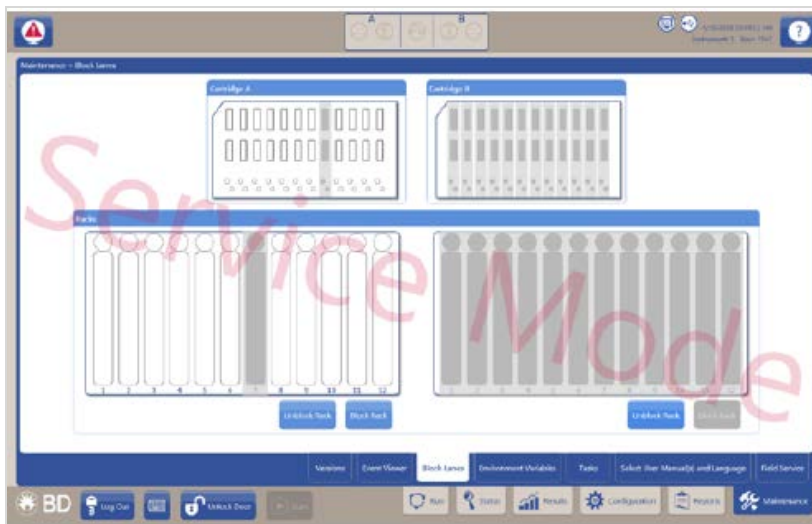 A B
?
Maintenance - Block Lanes
Cartridge A
Cartridge B
Racks
1 2 3 4 5 6 7 8 9 10 11 12
Unblock Rack
Block Rack
Unblock Rack
Block Rack
Service Mode
Versions
Event Viewer
Block Lanes
Environment Variables
Tasks
Select User Manual(s) and Language
Field Service
BD
Log Out
Unlock Door
Start
Run
Status
Results
Configuration
Reports
Maintenance